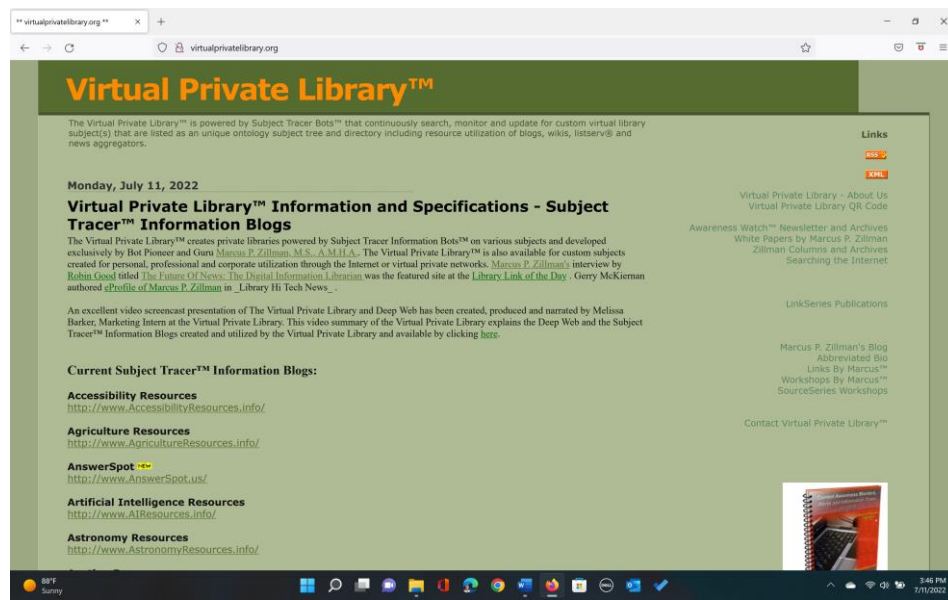 ** virtualprivatelibrary.org **
virtualprivatelibrary.org
Virtual Private Library™
The Virtual Private Library™ is powered by Subject Tracer Bots™ that continuously search, monitor and update for custom virtual library
subject(s) that are listed as an unique ontology subject tree and directory including resource utilization of blogs, wikis, listserv® and
news aggregators.
Monday, July 11, 2022
Virtual Private Library™ Information and Specifications - Subject
Tracer™ Information Blogs
The Virtual Private Library™ creates private libraries powered by Subject Tracer Information Bots™ on various subjects and developed
exclusively by Bot Pioneer and Guru Marcus P. Zillman, M.S., A.M.H.A.. The Virtual Private Library™ is also available for custom subjects
created for personal, professional and corporate utilization through the Internet or virtual private networks. Marcus P. Zillman's interview by
Robin Good titled The Future Of News: The Digital Information Librarian was the featured site at the Library Link of the Day . Gerry McKiernan
authored eProfile of Marcus P. Zillman in _Library Hi Tech News_ .
An excellent video screencast presentation of The Virtual Private Library and Deep Web has been created, produced and narrated by Melissa
Barker, Marketing Intern at the Virtual Private Library. This video summary of the Virtual Private Library explains the Deep Web and the Subject
Tracer™ Information Blogs created and utilized by the Virtual Private Library and available by clicking here.
Current Subject Tracer™ Information Blogs:
Accessibility Resources
http://www.AccessibilityResources.info/
Agriculture Resources
http://www.AgricultureResources.info/
AnswerSpot NEW
http://www.AnswerSpot.us/
Artificial Intelligence Resources
http://www.AIResources.info/
Astronomy Resources
http://www.AstronomyResources.info/
Links
RSS
XML
Virtual Private Library - About Us
Virtual Private Library QR Code
Awareness Watch™ Newsletter and Archives
White Papers by Marcus P. Zillman
Zillman Columns and Archives
Searching the Internet
LinkSeries Publications
Marcus P. Zillman's Blog
Abbreviated Bio
Links By Marcus™
Workshops By Marcus™
SourceSeries Workshops
Contact Virtual Private Library™
88°F
Sunny
3:46 PM
7/11/2022